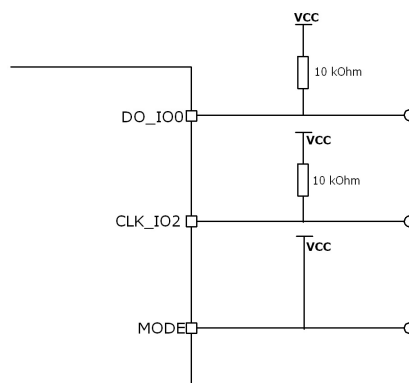 VCC
10 kOhm
DO_IO0
VCC
10 kOhm
CLK_IO2
VCC
MODE